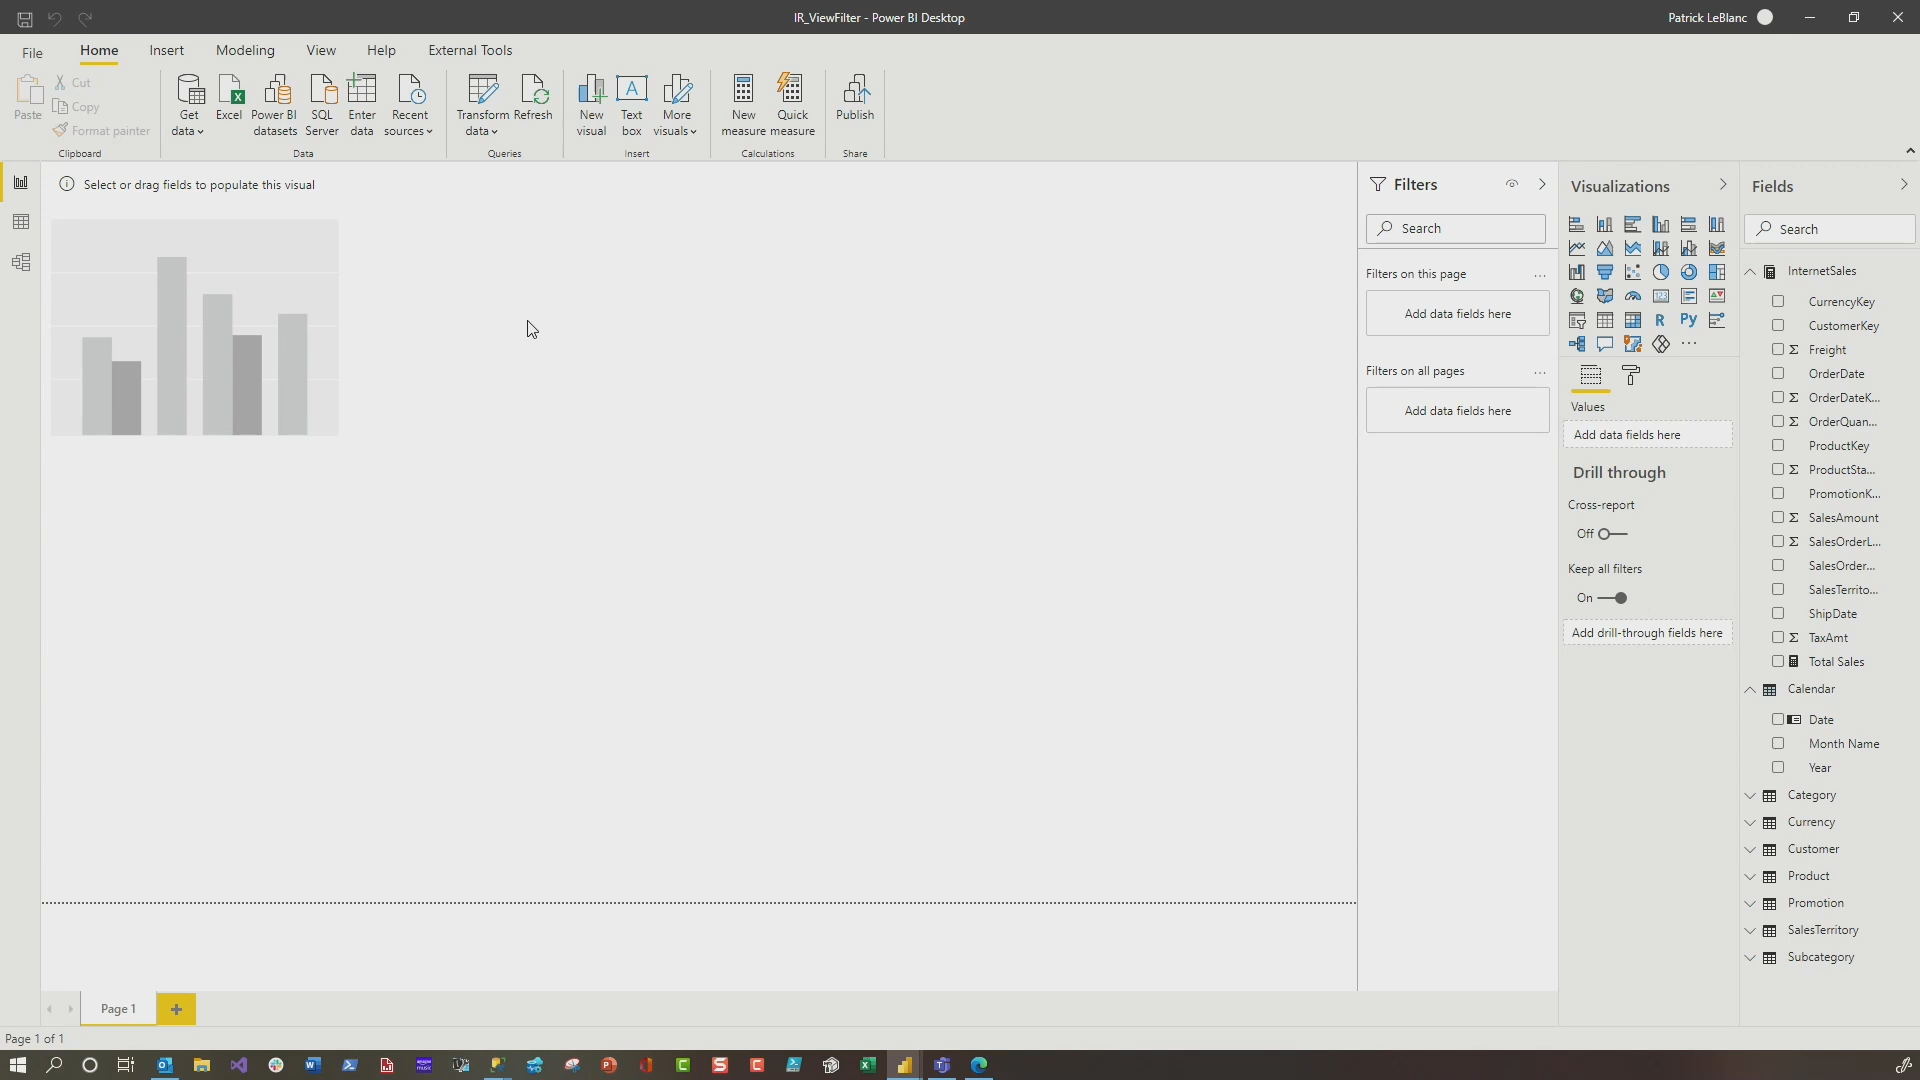 IR_ViewFilter - Power BI Desktop
Patrick LeBlanc
File
Home
Insert
Modeling
View
Help
External Tools
Paste
Cut
Copy
Format painter
Clipboard
Get
data
Excel
Power BI
datasets
SQL
Server
Enter
data
Recent
sources
Data
Transform
data
Refresh
Queries
New
visual
A
Text
box
More
visuals
Insert
New
measure
Quick
measure
Calculations
Publish
Share
Select or drag fields to populate this visual
Filters
Search
Filters on this page
...
Add data fields here
Filters on all pages
...
Add data fields here
Visualizations
123
R
Py
...
Values
Add data fields here
Drill through
Cross-report
Off
Keep all filters
On
Add drill-through fields here
Fields
Search
InternetSales
CurrencyKey
CustomerKey
Σ Freight
OrderDate
Σ OrderDateK...
Σ OrderQuan...
ProductKey
Σ ProductSta...
PromotionK...
Σ SalesAmount
Σ SalesOrderL...
SalesOrder...
SalesTerrito...
ShipDate
Σ TaxAmt
Total Sales
Calendar
Date
Month Name
Year
Category
Currency
Customer
Product
Promotion
SalesTerritory
Subcategory
Page 1
+
Page 1 of 1